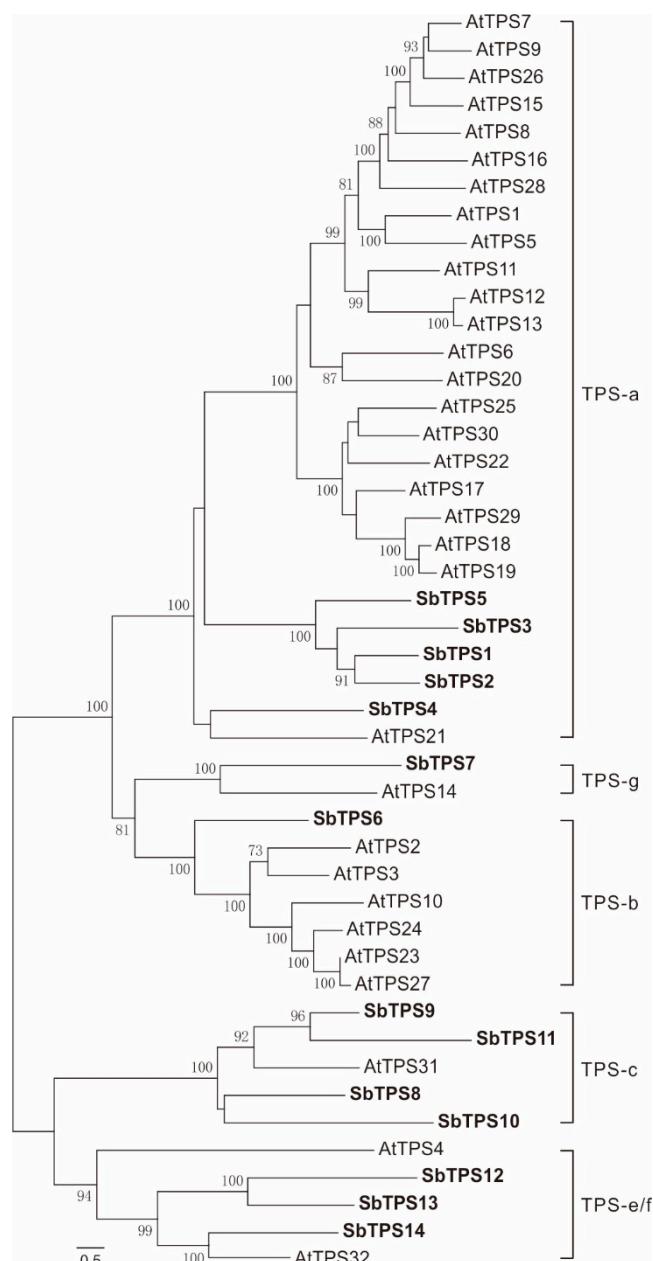 AtTPS7
93
AtTPS9
100
AtTPS26
AtTPS15
88
AtTPS8
100
AtTPS16
81
AtTPS28
AtTPS1
99
100
AtTPS5
AtTPS11
99
AtTPS12
100
AtTPS13
AtTPS6
100
87
AtTPS20
TPS-a
AtTPS25
AtTPS30
AtTPS22
100
AtTPS17
AtTPS29
100
AtTPS18
100
AtTPS19
100
SbTPS5
100
SbTPS3
SbTPS1
91
SbTPS2
100
SbTPS4
AtTPS21
100
SbTPS7
TPS-g
AtTPS14
81
SbTPS6
100
73
AtTPS2
AtTPS3
100
TPS-b
AtTPS10
100
AtTPS24
100
AtTPS23
100
AtTPS27
96
SbTPS9
92
SbTPS11
100
AtTPS31
TPS-c
SbTPS8
SbTPS10
AtTPS4
94
100
SbTPS12
SbTPS13
TPS-e/f
99
SbTPS14
100
AtTPS32
0.5